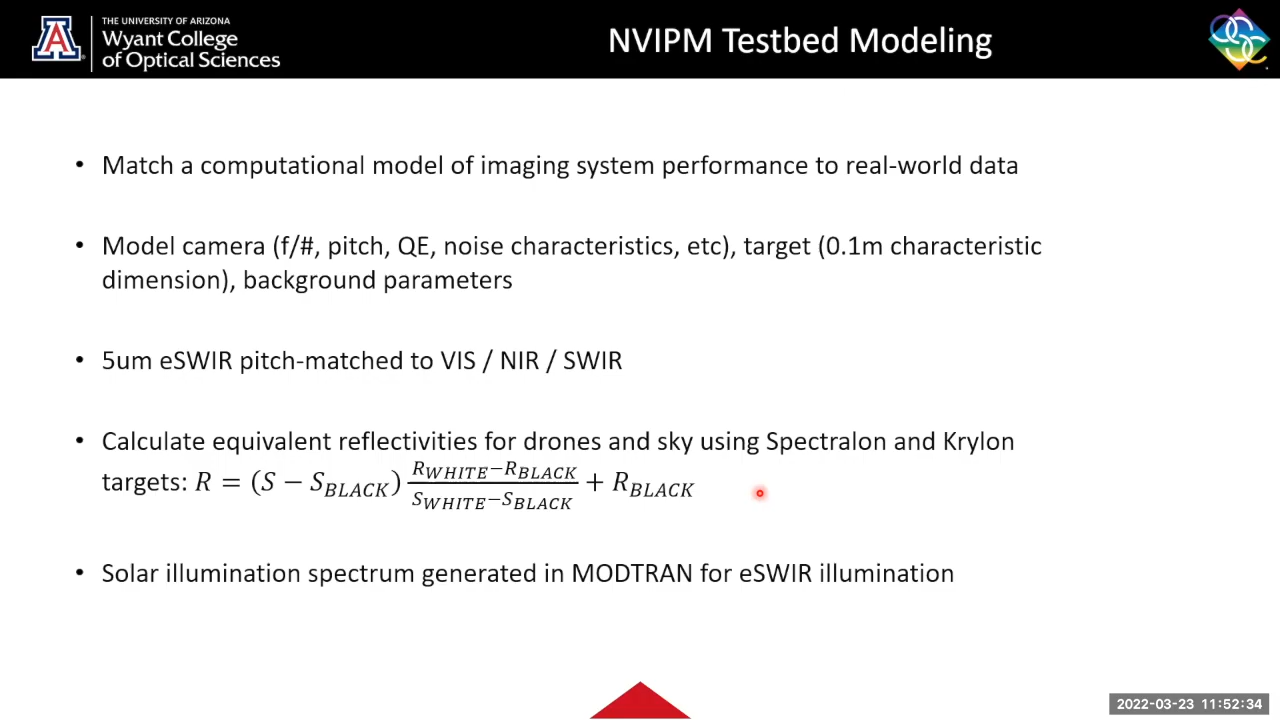 THE UNIVERSITY OF ARIZONA
Wyant College
of Optical Sciences
NVIPM Testbed Modeling
• Match a computational model of imaging system performance to real-world data
• Model camera (f/#, pitch, QE, noise characteristics, etc), target (0.1m characteristic
dimension), background parameters
• 5um eSWIR pitch-matched to VIS / NIR / SWIR
• Calculate equivalent reflectivities for drones and sky using Spectralon and Krylon
targets: R = (S − S_BLACK) (R_WHITE−R_BLACK)/(S_WHITE−S_BLACK) + R_BLACK
• Solar illumination spectrum generated in MODTRAN for eSWIR illumination
2022-03-23 11:52:34